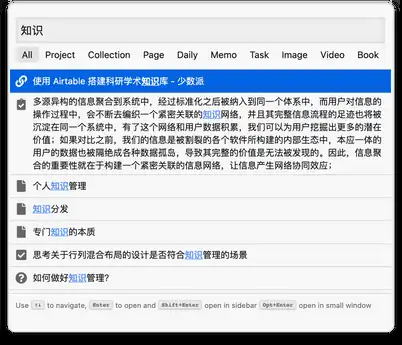 知识
All Project Collection Page Daily Memo Task Image Video Book
使用 Airtable 搭建科研学术知识库 - 少数派
多源异构的信息聚合到系统中，经过标准化之后被纳入到同一个体系中，而用户对信息的
操作过程中，会不断去编织一个紧密关联的知识网络，并且其完整信息流程的足迹也将被
沉淀在同一个系统中，有了这个网络和用户数据积累，我们可以为用户挖掘出更多的潜在
价值；如果对比之前，我们的信息是被割裂的各个软件所构建的内部生态中，本应一体的
用户的数据也被隔绝成各种数据孤岛，导致其完整的价值是无法被发现的。因此，信息聚
合的重要性就在于构建一个紧密关联的信息网络，让信息产生网络协同效应；
个人知识管理
知识分发
专门知识的本质
思考关于行列混合布局的设计是否符合知识管理的场景
如何做好知识管理？
Use ↑↓ to navigate, Enter to open and Shift+Enter open in sidebar Opt+Enter open in small window